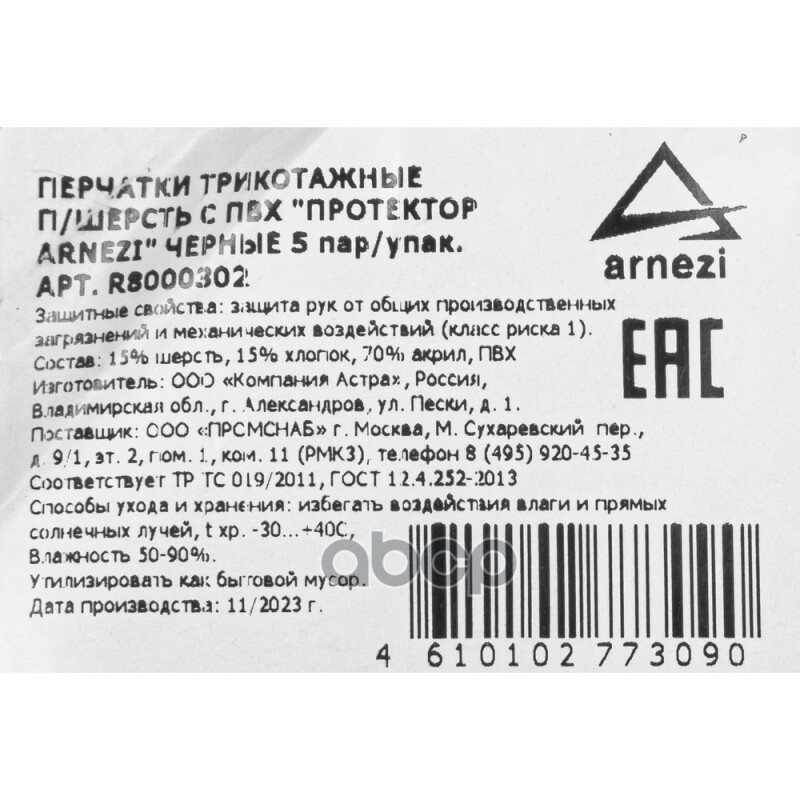 P
ПЕРЧАТКИ ТРИКОТАЖНЫЕ
П/ШЕРСТЬ С ПВХ "ПРОТЕКТОР
ARNEZI" ЧЕРНЫЕ 5 пар/упак.
АРТ. R8000302
arnezi
EAC
Защитные свойства: защита рук от общих производственных
загрязнений и механических воздействий (класс риска 1).
Состав: 15% шерсть, 15% хлопок, 70% акрил, ПВХ
Изготовитель: ООО «Компания Астра», Россия,
Владимирская обл., г. Александров, ул. Пески, д. 1.
Поставщик: ООО «ПРСМСНАБ» г. Москва, М. Сухаревский пер.,
д. 9/1, эт. 2, пом. 1, ком. 11 (РМК3), телефон 8 (495) 920-45-35
Соответствует ТР ТС 019/2011, ГОСТ 12.4.252-2013
Способы ухода и хранения: избегать воздействия влаги и прямых
солнечных лучей, t хр. -30...+40С,
Влажность 50-90%.
Утилизировать как бытовой мусор.
Дата производства: 11/2023 г.
abcp
4 610102 773090